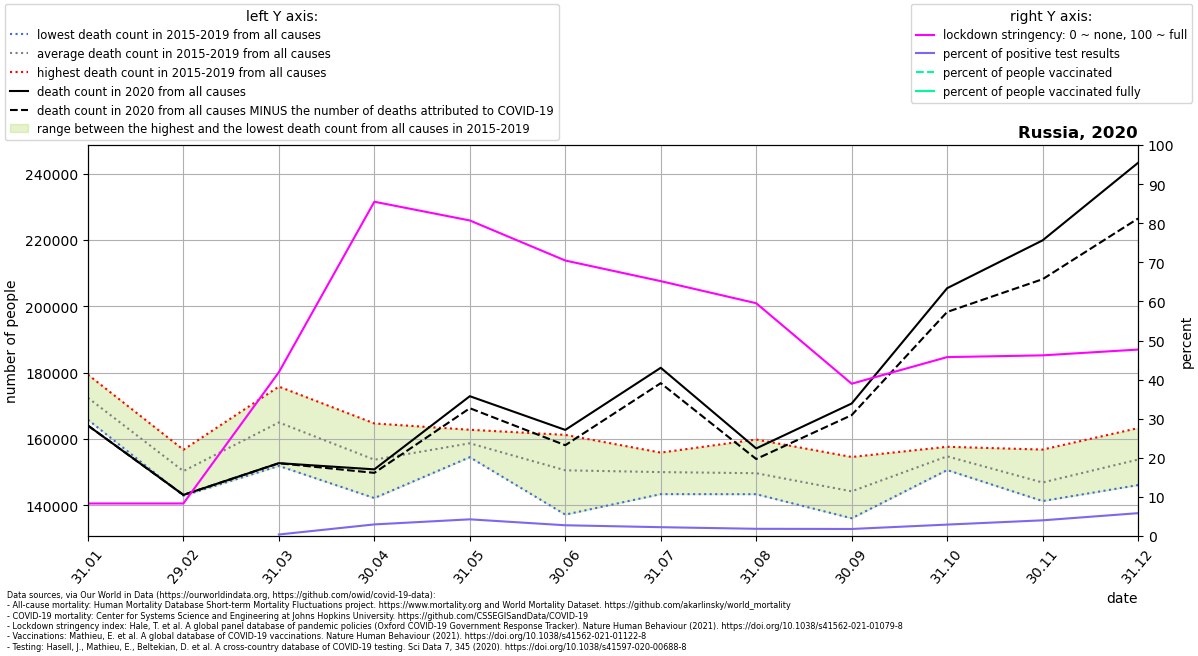 left Y axis:
lowest death count in 2015-2019 from all causes
average death count in 2015-2019 from all causes
highest death count in 2015-2019 from all causes
death count in 2020 from all causes
death count in 2020 from all causes MINUS the number of deaths attributed to COVID-19
range between the highest and the lowest death count from all causes in 2015-2019
right Y axis:
lockdown stringency: 0 ~ none, 100 ~ full
percent of positive test results
percent of people vaccinated
percent of people vaccinated fully
Russia, 2020
number of people
240000
220000
200000
180000
160000
140000
100
90
80
70
60
50
40
30
20
10
0
percent
31.01
29.02
31.03
30.04
31.05
30.06
31.07
31.08
30.09
31.10
30.11
31.12
date
Data sources, via Our World in Data (https://ourworldindata.org, https://github.com/owid/covid-19-data):
- All-cause mortality: Human Mortality Database Short-term Mortality Fluctuations project. https://www.mortality.org and World Mortality Dataset. https://github.com/akarlinsky/world_mortality
- COVID-19 mortality: Center for Systems Science and Engineering at Johns Hopkins University. https://github.com/CSSEGISandData/COVID-19
- Lockdown stringency index: Hale, T. et al. A global panel database of pandemic policies (Oxford COVID-19 Government Response Tracker). Nature Human Behaviour (2021). https://doi.org/10.1038/s41562-021-01079-8
- Vaccinations: Mathieu, E. et al. A global database of COVID-19 vaccinations. Nature Human Behaviour (2021). https://doi.org/10.1038/s41562-021-01122-8
- Testing: Hasell, J., Mathieu, E., Beltekian, D. et al. A cross-country database of COVID-19 testing. Sci Data 7, 345 (2020). https://doi.org/10.1038/s41597-020-00688-8